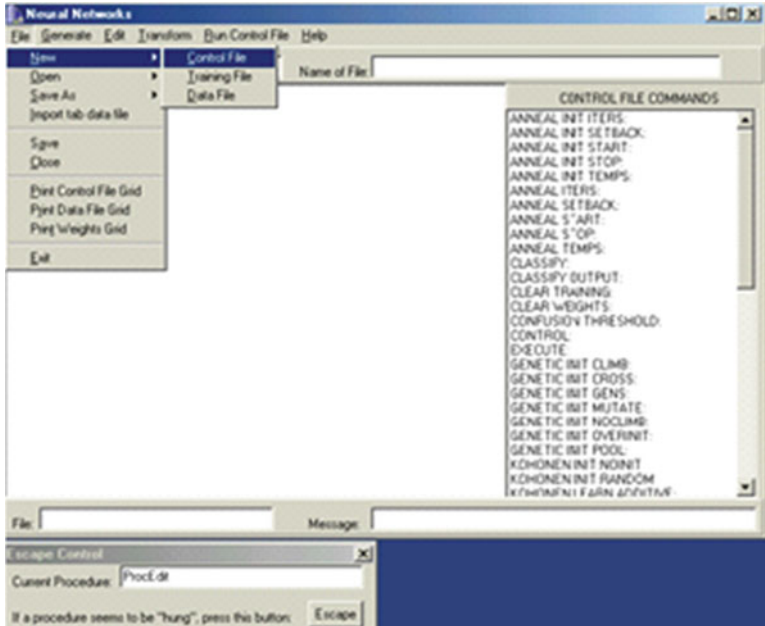 Neural Networks
File Generate Edit Transform Run Control File Help
New
Open
Save As
Import tab data file
Save
Close
Print Control File Grid
Print Data File Grid
Print Weights Grid
Exit
Control File
Training File
Data File
Name of File:
CONTROL FILE COMMANDS
ANNEAL INIT ITERS:
ANNEAL INIT SETBACK:
ANNEAL INIT START:
ANNEAL INIT STOP:
ANNEAL INIT TEMPS:
ANNEAL ITERS:
ANNEAL SETBACK:
ANNEAL START:
ANNEAL STOP:
ANNEAL TEMPS:
CLASSIFY:
CLASSIFY OUTPUT:
CLEAR TRAINING:
CLEAR WEIGHTS:
CONFUSION THRESHOLD:
CONTROL:
EXECUTE:
GENETIC INIT CLIMB:
GENETIC INIT CROSS:
GENETIC INIT GENS:
GENETIC INIT MUTATE:
GENETIC INIT NOCLIMB:
GENETIC INIT OVERINIT:
GENETIC INIT POOL:
KOHONEN INIT NOINIT
KOHONEN INIT RANDOM
KOHONEN LEARN ADDITIVE:
File:
Message:
Escape Control
Current Procedure: ProcEdit
If a procedure seems to be "hung", press this button: Escape